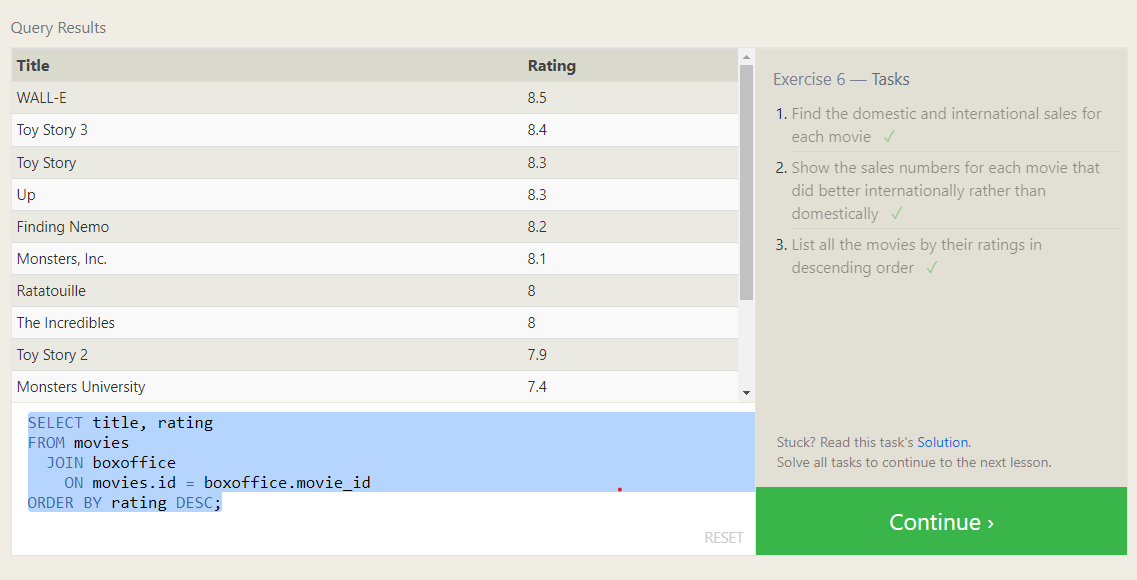 Query Results
Title Rating
WALL-E 8.5
Toy Story 3 8.4
Toy Story 8.3
Up 8.3
Finding Nemo 8.2
Monsters, Inc. 8.1
Ratatouille 8
The Incredibles 8
Toy Story 2 7.9
Monsters University 7.4
SELECT title, rating
FROM movies
  JOIN boxoffice
    ON movies.id = boxoffice.movie_id
ORDER BY rating DESC;
RESET
Exercise 6 — Tasks
1. Find the domestic and international sales for
each movie ✓
2. Show the sales numbers for each movie that
did better internationally rather than
domestically ✓
3. List all the movies by their ratings in
descending order ✓
Stuck? Read this task's Solution.
Solve all tasks to continue to the next lesson.
Continue ›